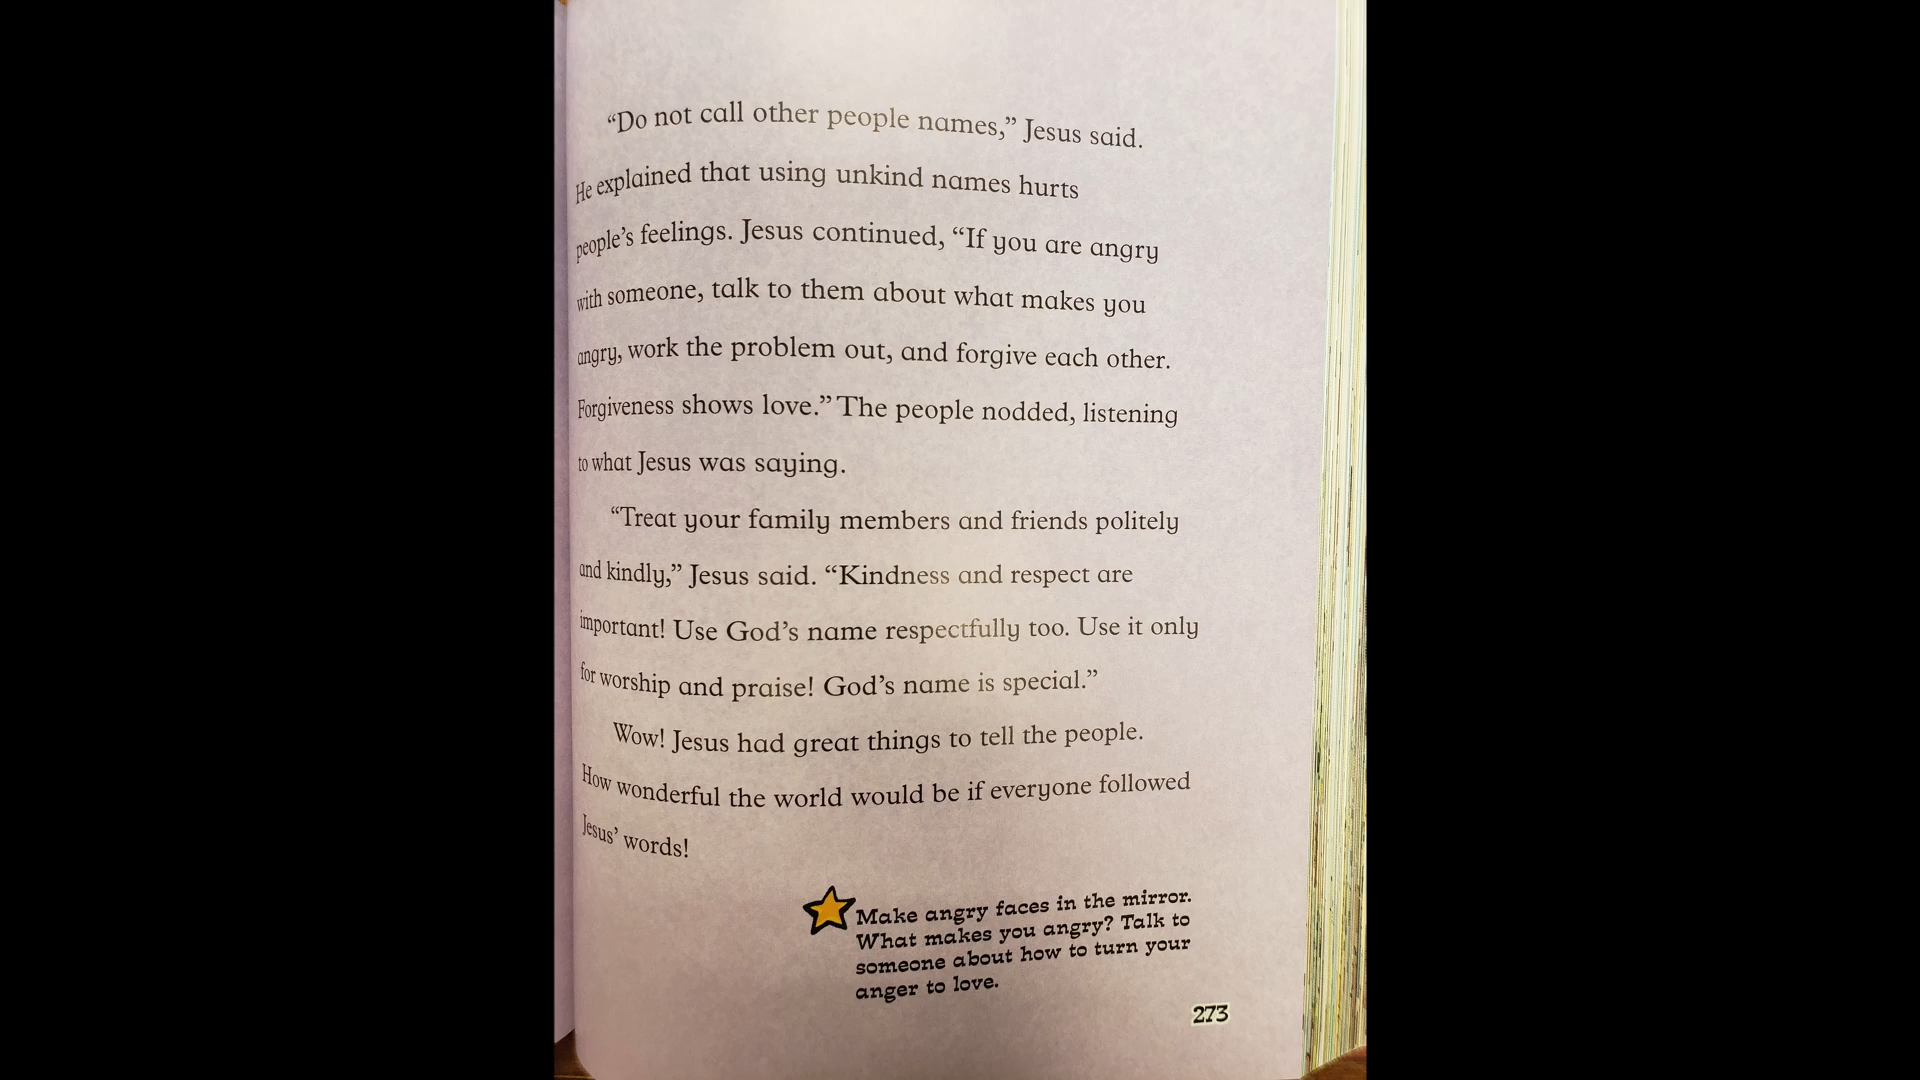 “Do not call other people names,” Jesus said.
He explained that using unkind names hurts
people’s feelings. Jesus continued, “If you are angry
with someone, talk to them about what makes you
angry, work the problem out, and forgive each other.
Forgiveness shows love.” The people nodded, listening
to what Jesus was saying.
“Treat your family members and friends politely
and kindly,” Jesus said. “Kindness and respect are
important! Use God’s name respectfully too. Use it only
for worship and praise! God’s name is special.”
Wow! Jesus had great things to tell the people.
How wonderful the world would be if everyone followed
Jesus’ words!
Make angry faces in the mirror.
What makes you angry? Talk to
someone about how to turn your
anger to love.
273